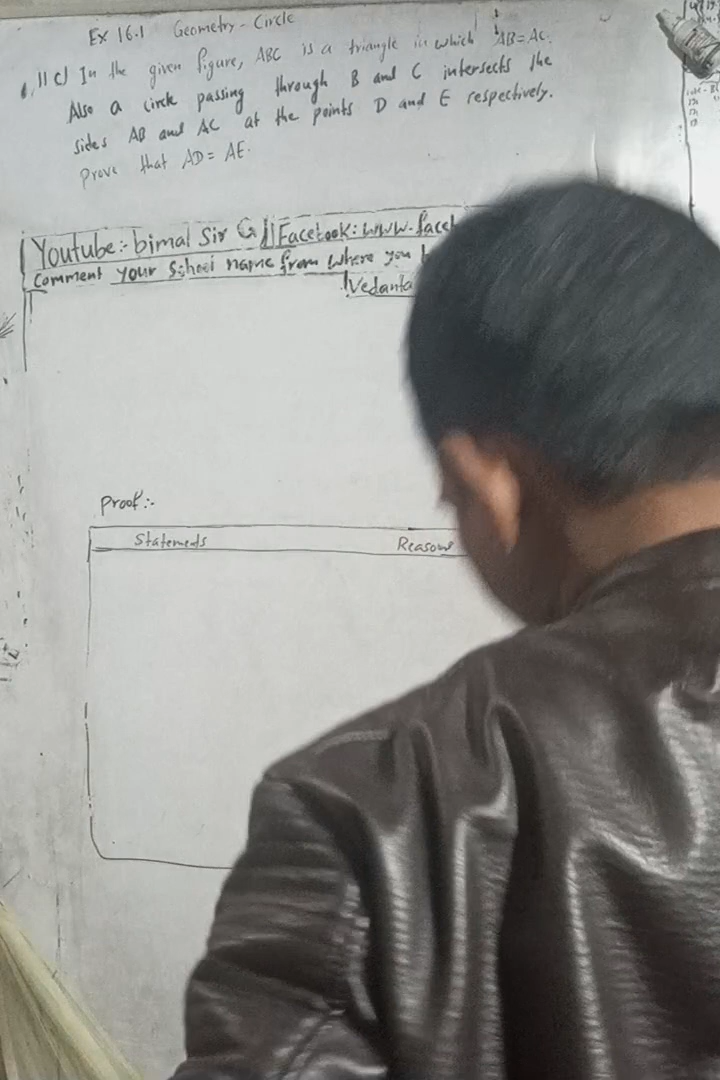 Ex 16.1 Geometry - Circle
11 c) In the given figure, ABC is a triangle in which AB = AC.
Also a circle passing through B and C intersects the
sides AB and AC at the points D and E respectively.
Prove that AD = AE.
Youtube:- bimal Sir G Facebook: www.faceb
Comment your School name from where you
Vedanta
Proof:-
Statements Reasons